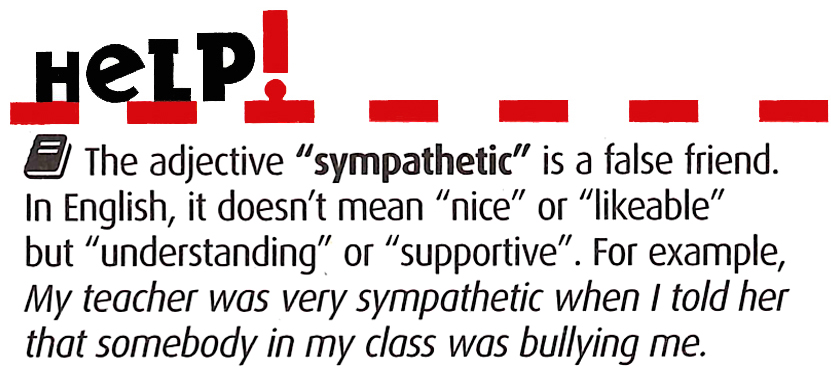 HeLP!
The adjective “sympathetic” is a false friend.
In English, it doesn’t mean “nice” or “likeable”
but “understanding” or “supportive”. For example,
My teacher was very sympathetic when I told her
that somebody in my class was bullying me.